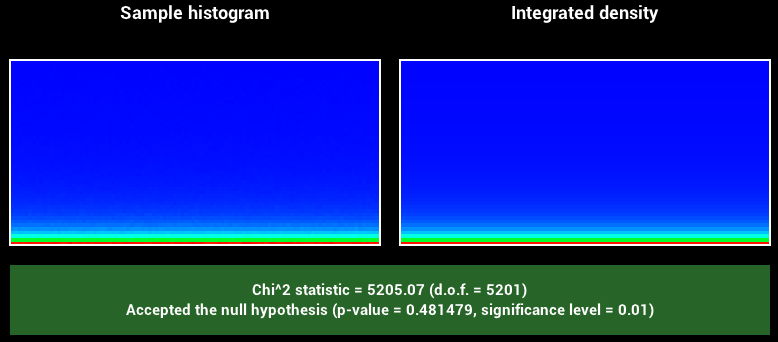 Sample histogram
Integrated density
Chi^2 statistic = 5205.07 (d.o.f. = 5201)
Accepted the null hypothesis (p-value = 0.481479, significance level = 0.01)